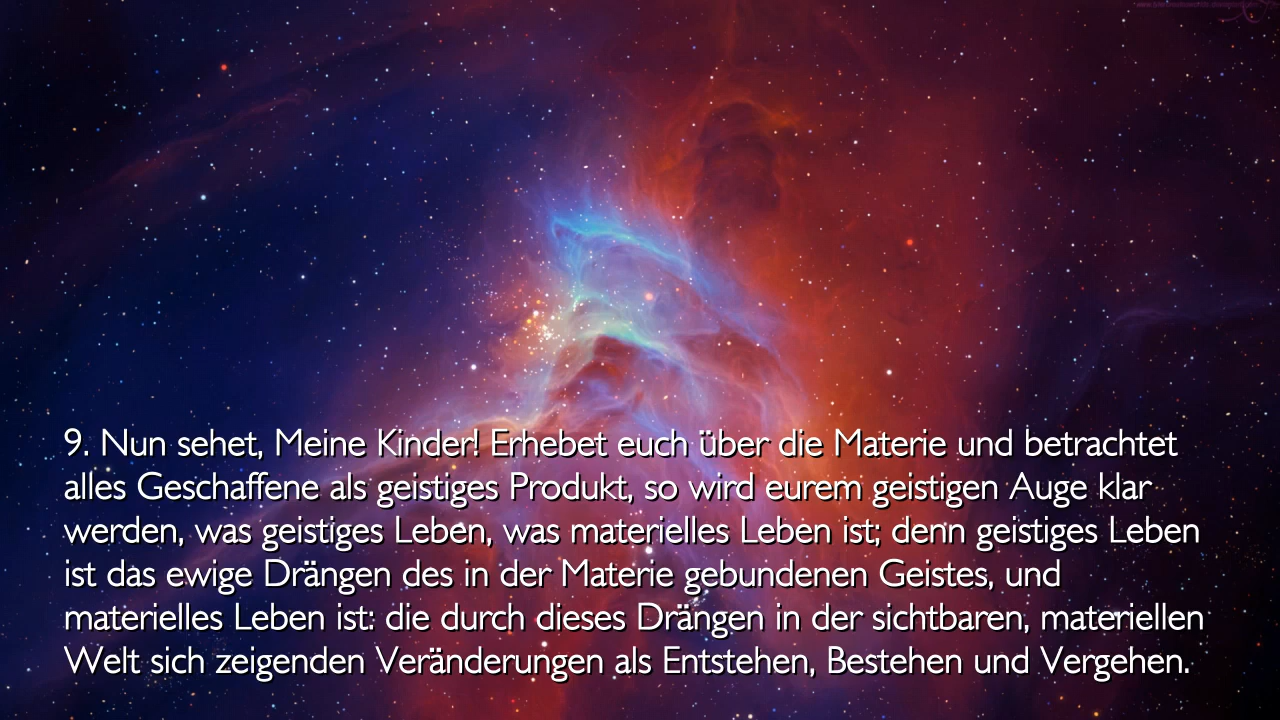 9. Nun sehet, Meine Kinder! Erhebet euch über die Materie und betrachtet
alles Geschaffene als geistiges Produkt, so wird eurem geistigen Auge klar
werden, was geistiges Leben, was materielles Leben ist; denn geistiges Leben
ist das ewige Drängen des in der Materie gebundenen Geistes, und
materielles Leben ist: die durch dieses Drängen in der sichtbaren, materiellen
Welt sich zeigenden Veränderungen als Entstehen, Bestehen und Vergehen.